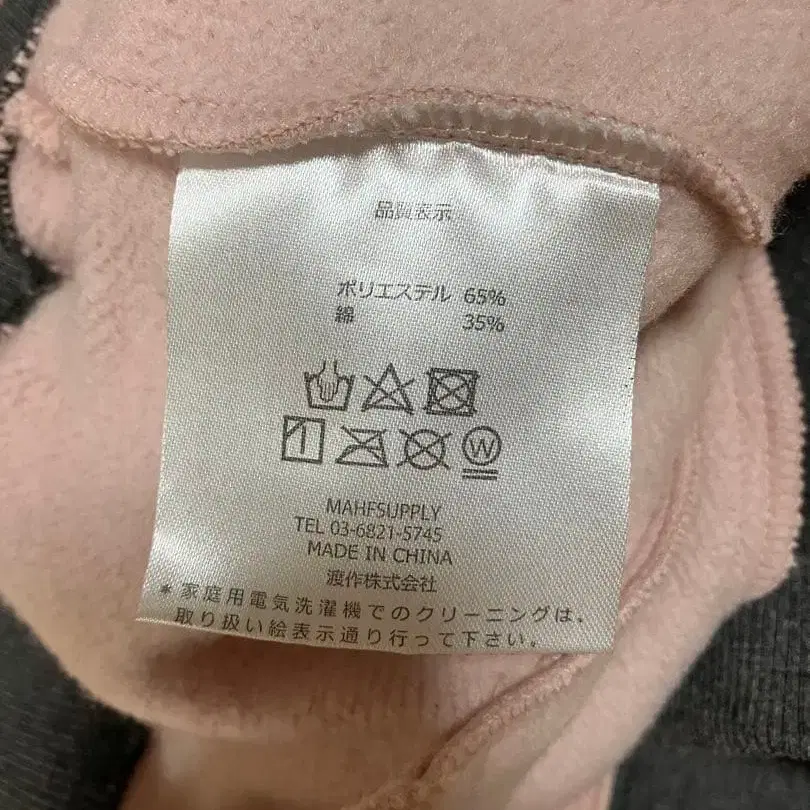 品質表示
ポリエステル 65%
綿 35%
W
MAHFSUPPLY
TEL 03-6821-5745
MADE IN CHINA
渡作株式会社
* 家庭用電気洗濯機でのクリーニングは、
取り扱い絵表示通り行って下さい。